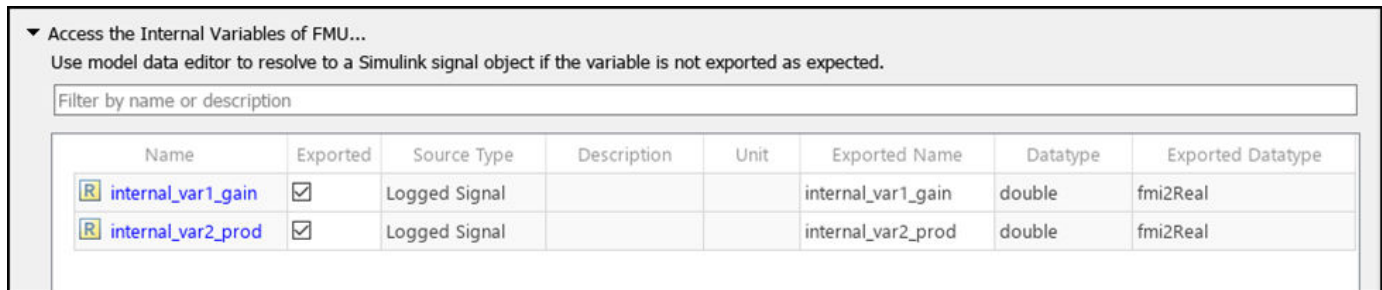 Access the Internal Variables of FMU...
Use model data editor to resolve to a Simulink signal object if the variable is not exported as expected.
Filter by name or description
Name Exported Source Type Description Unit Exported Name Datatype Exported Datatype
R internal_var1_gain Logged Signal internal_var1_gain double fmi2Real
R internal_var2_prod Logged Signal internal_var2_prod double fmi2Real